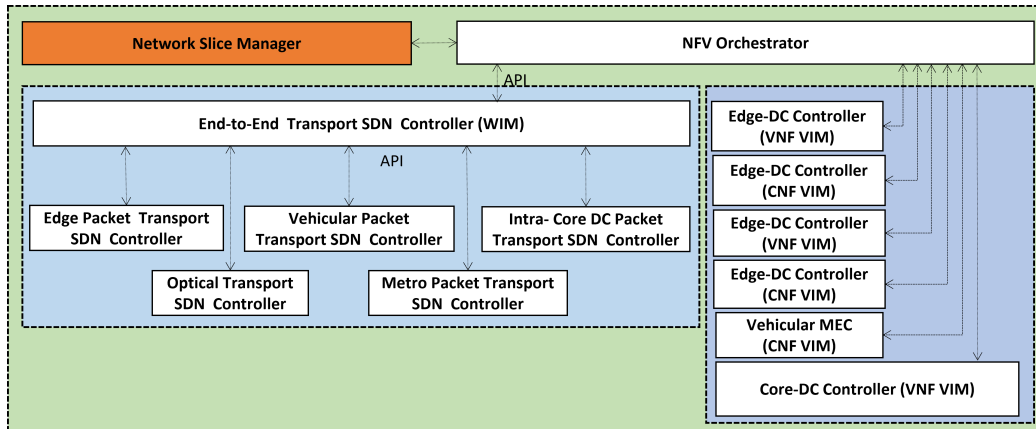 Network Slice Manager
NFV Orchestrator
API
End-to-End Transport SDN Controller (WIM)
API
Edge Packet Transport
SDN Controller
Vehicular Packet
Transport SDN Controller
Intra- Core DC Packet
Transport SDN Controller
Optical Transport
SDN Controller
Metro Packet Transport
SDN Controller
Edge-DC Controller
(VNF VIM)
Edge-DC Controller
(CNF VIM)
Edge-DC Controller
(VNF VIM)
Edge-DC Controller
(CNF VIM)
Vehicular MEC
(CNF VIM)
Core-DC Controller (VNF VIM)